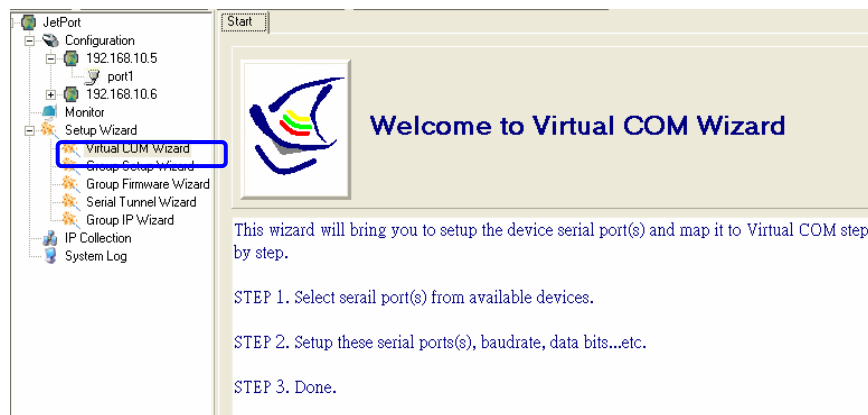 JetPort
Configuration
192.168.10.5
port1
192.168.10.6
Monitor
Setup Wizard
Virtual COM Wizard
Group Setup Wizard
Group Firmware Wizard
Serial Tunnel Wizard
Group IP Wizard
IP Collection
System Log
Start
Welcome to Virtual COM Wizard
This wizard will bring you to setup the device serial port(s) and map it to Virtual COM step
by step.
STEP 1. Select serail port(s) from available devices.
STEP 2. Setup these serial ports(s), baudrate, data bits...etc.
STEP 3. Done.